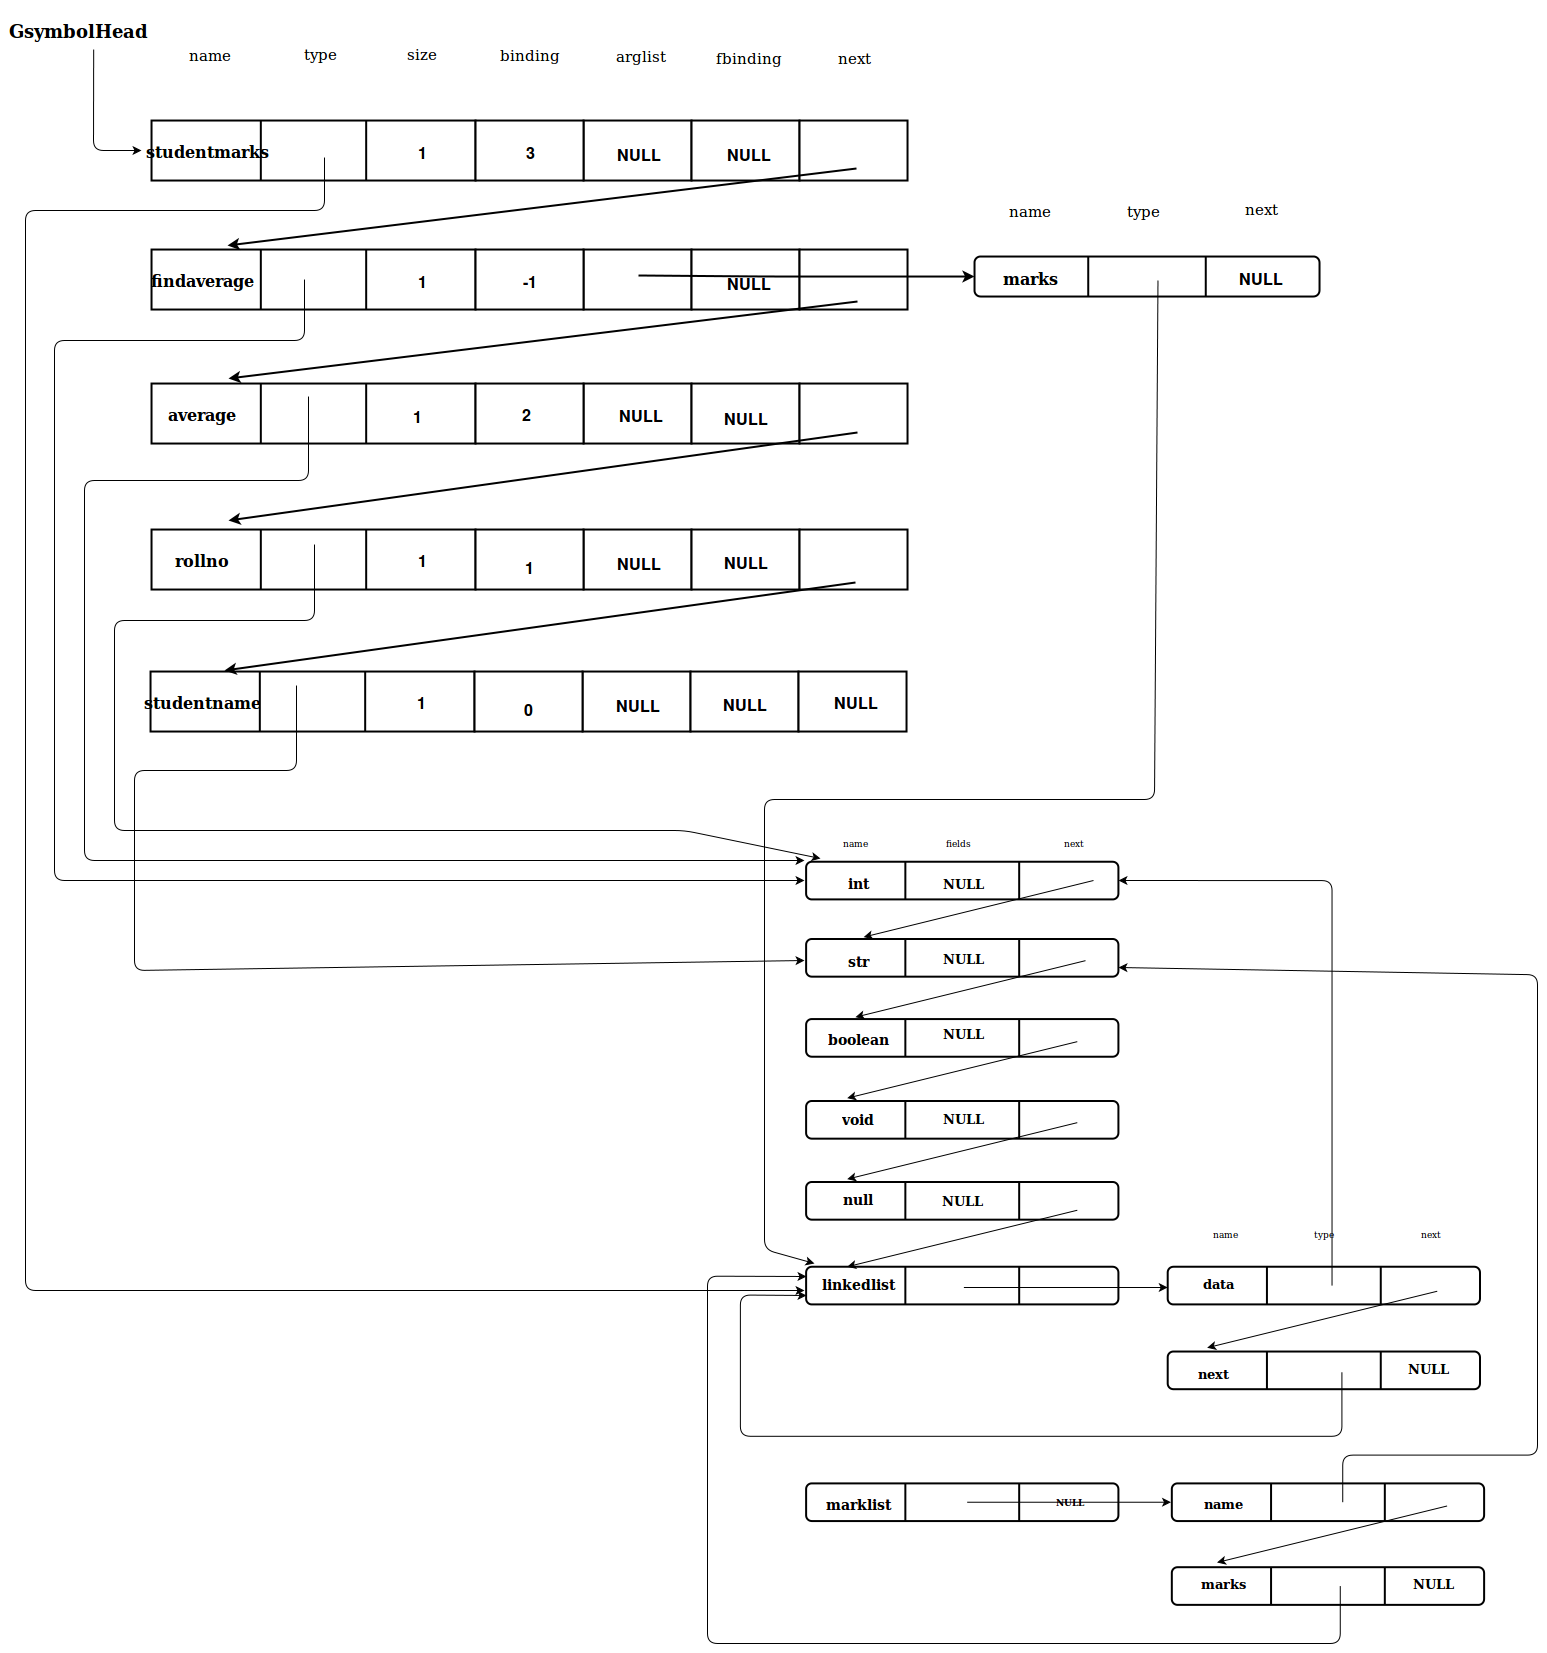 GsymbolHead
name type size binding arglist fbinding next
studentmarks 1 3 NULL NULL
name type next
findaverage 1 -1 NULL
marks NULL
average 1 2 NULL NULL
rollno 1 1 NULL NULL
studentname 1 0 NULL NULL NULL
name fields next
int NULL
str NULL
boolean NULL
void NULL
null NULL
name type next
linkedlist
data
next NULL
marklist NULL
name
marks NULL